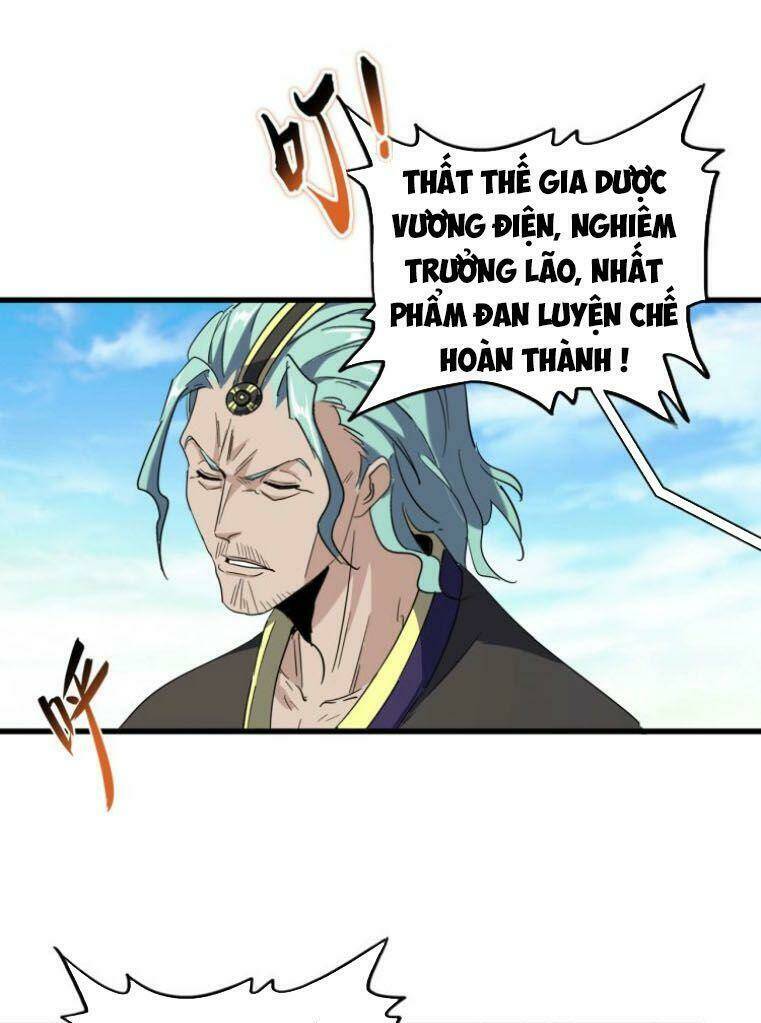 叮!
THẤT THẾ GIA DƯỢC
VƯƠNG ĐIỆN, NGHIÊM
TRƯỞNG LÃO, NHẤT
PHẨM ĐAN LUYỆN CHẾ
HOÀN THÀNH !
呼